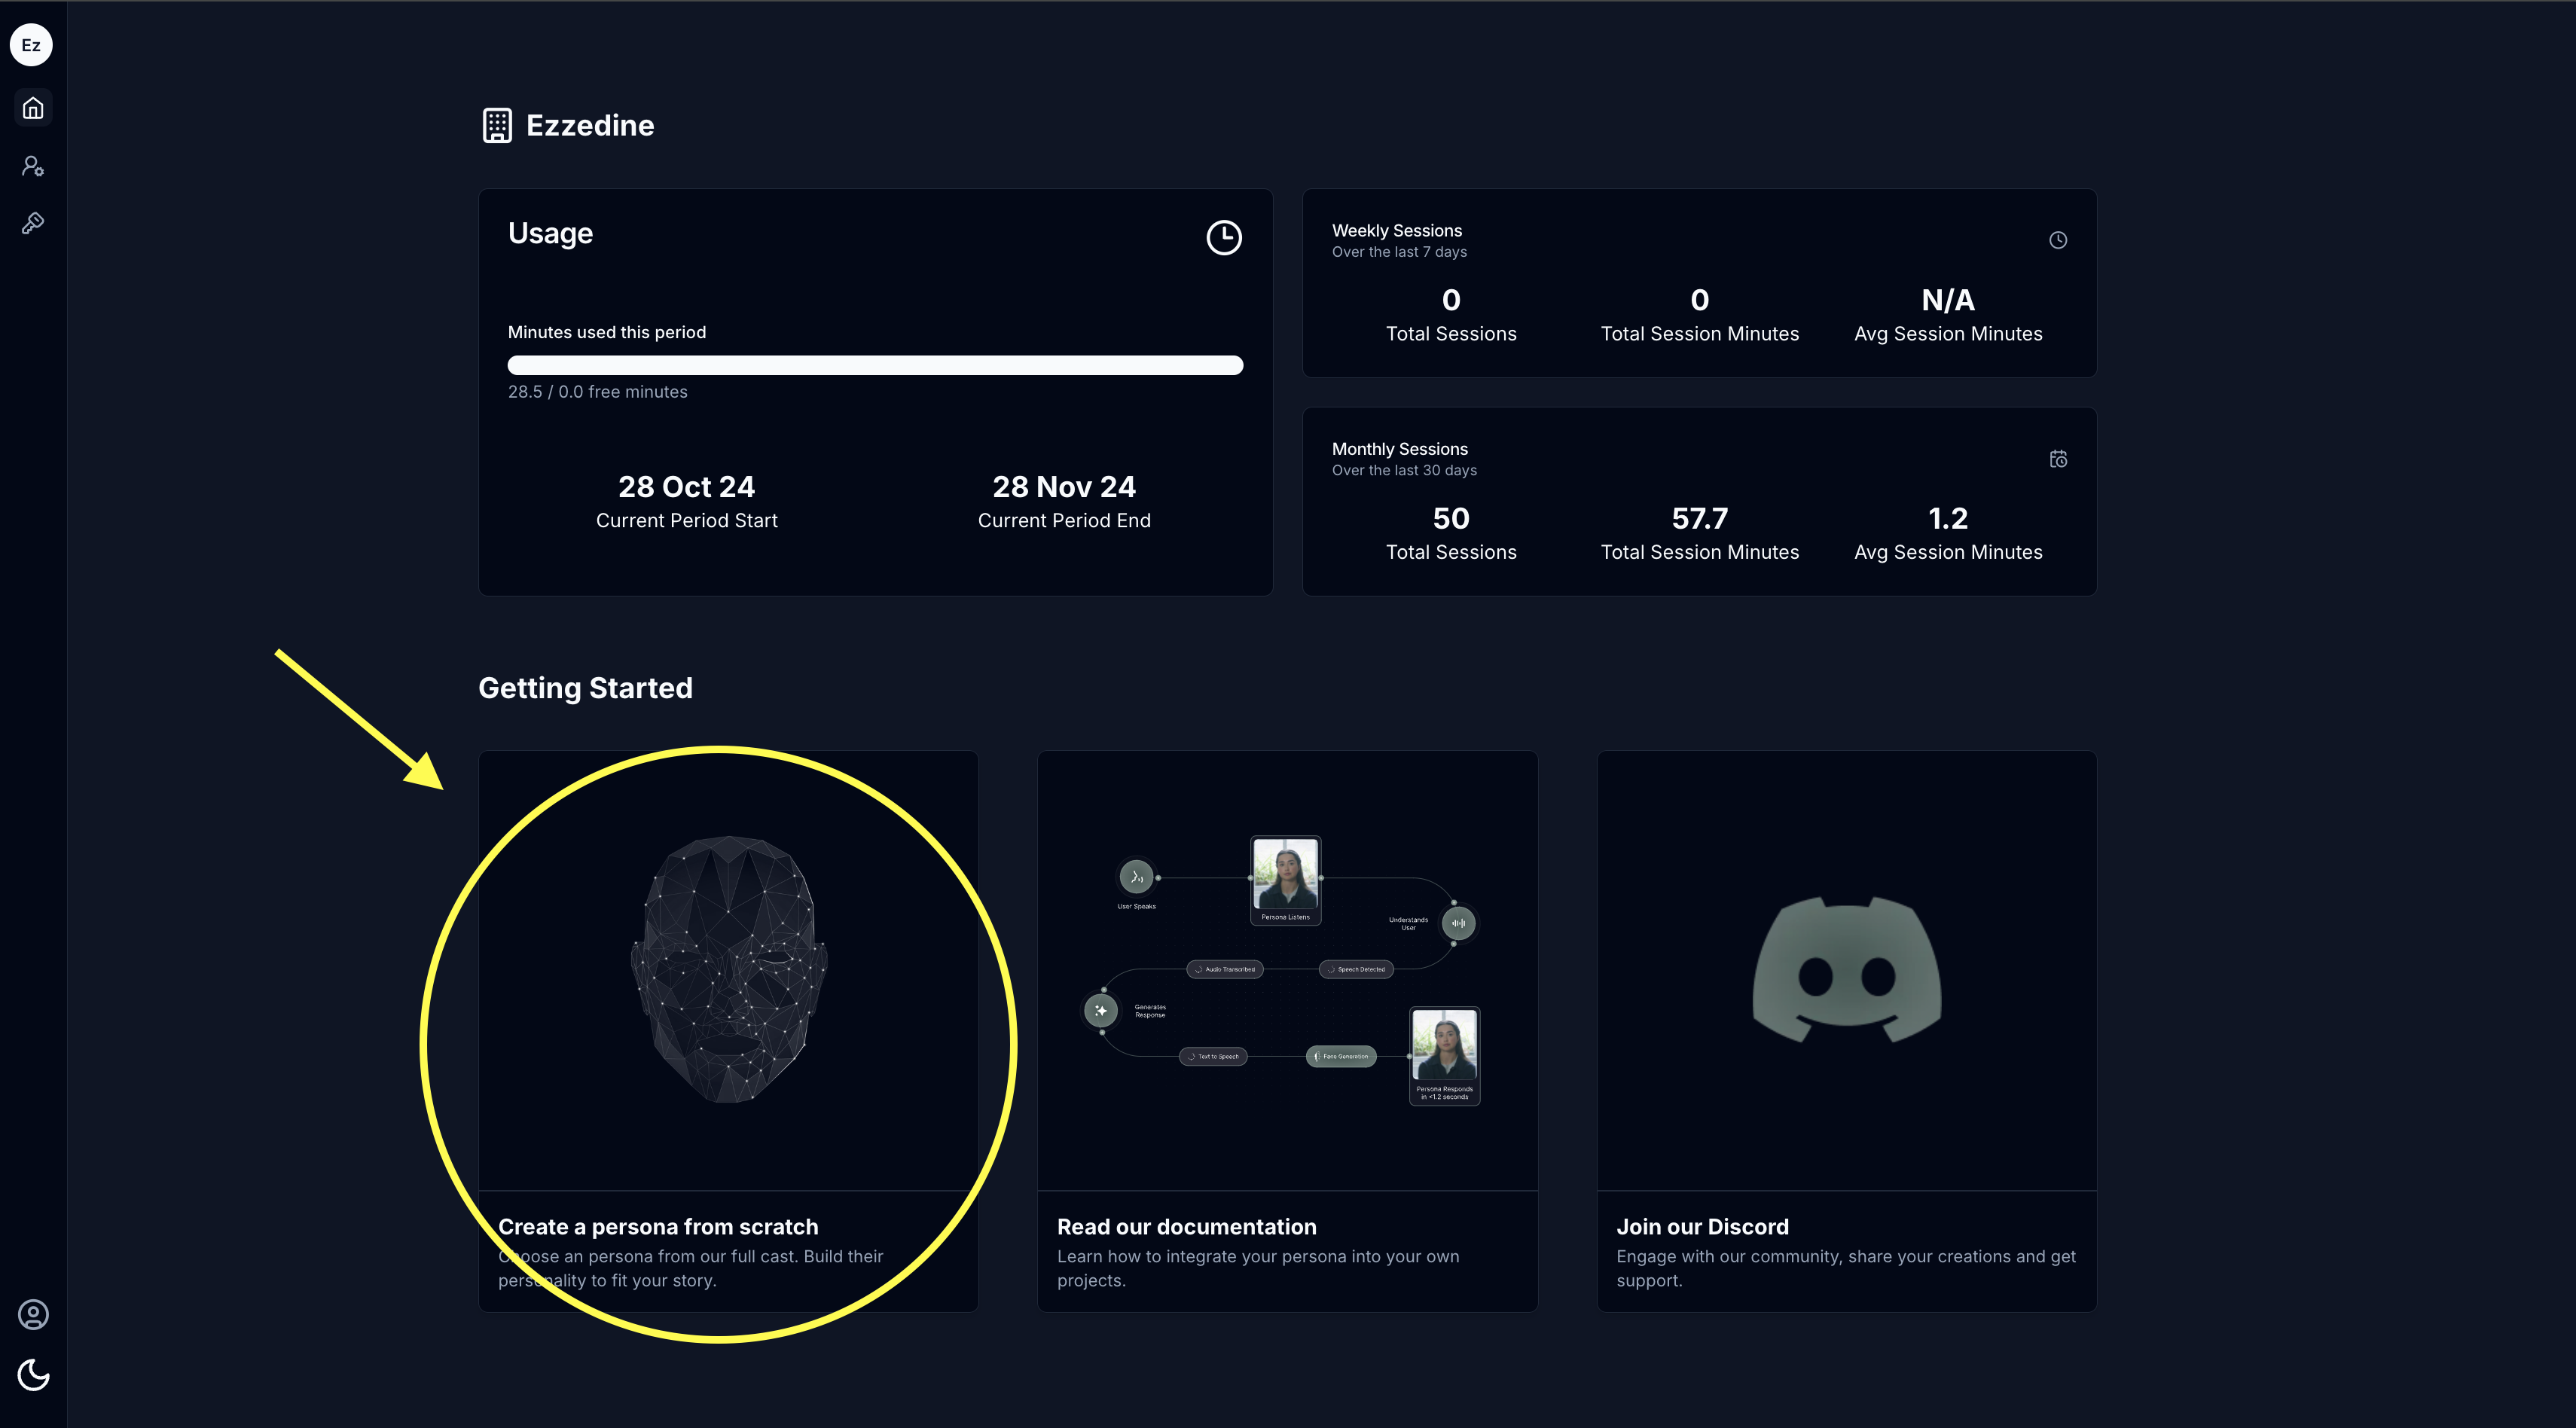 Ez
Ezzedine
Usage
Minutes used this period
28.5 / 0.0 free minutes
28 Oct 24
Current Period Start
28 Nov 24
Current Period End
Weekly Sessions
Over the last 7 days
0
Total Sessions
0
Total Session Minutes
N/A
Avg Session Minutes
Monthly Sessions
Over the last 30 days
50
Total Sessions
57.7
Total Session Minutes
1.2
Avg Session Minutes
Getting Started
Create a persona from scratch
Choose an persona from our full cast. Build their
personality to fit your story.
User Speaks
Persona Listens
Understands
User
Audio Transcribed
Speech Detected
Generates
Response
Text to Speech
Face Generation
Persona Responds
in <1.2 seconds
Read our documentation
Learn how to integrate your persona into your own
projects.
Join our Discord
Engage with our community, share your creations and get
support.